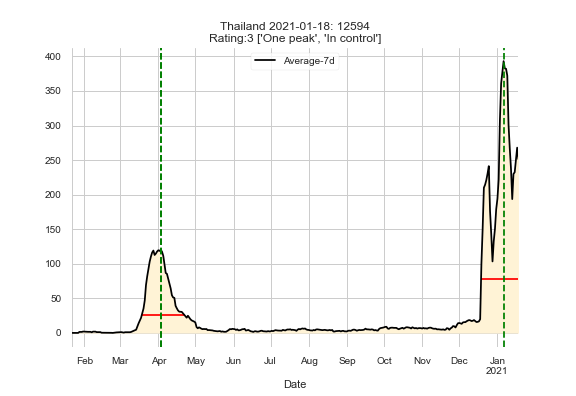 Thailand 2021-01-18: 12594
Rating:3 ['One peak', 'In control']
Average-7d
400
350
300
250
200
150
100
50
0
Feb Mar Apr May Jun Jul Aug Sep Oct Nov Dec Jan
2021
Date